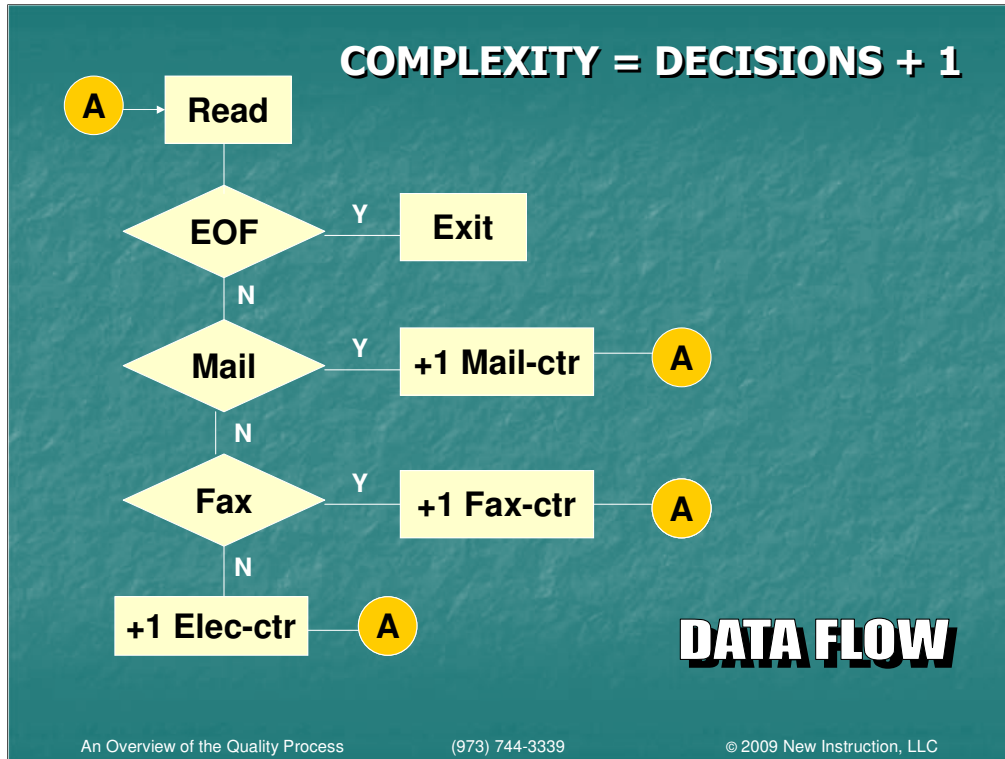 COMPLEXITY = DECISIONS + 1
A
Read
EOF
Y
Exit
N
Mail
Y
+1 Mail-ctr
A
N
Fax
Y
+1 Fax-ctr
A
N
+1 Elec-ctr
A
DATA FLOW
An Overview of the Quality Process
(973) 744-3339
© 2009 New Instruction, LLC